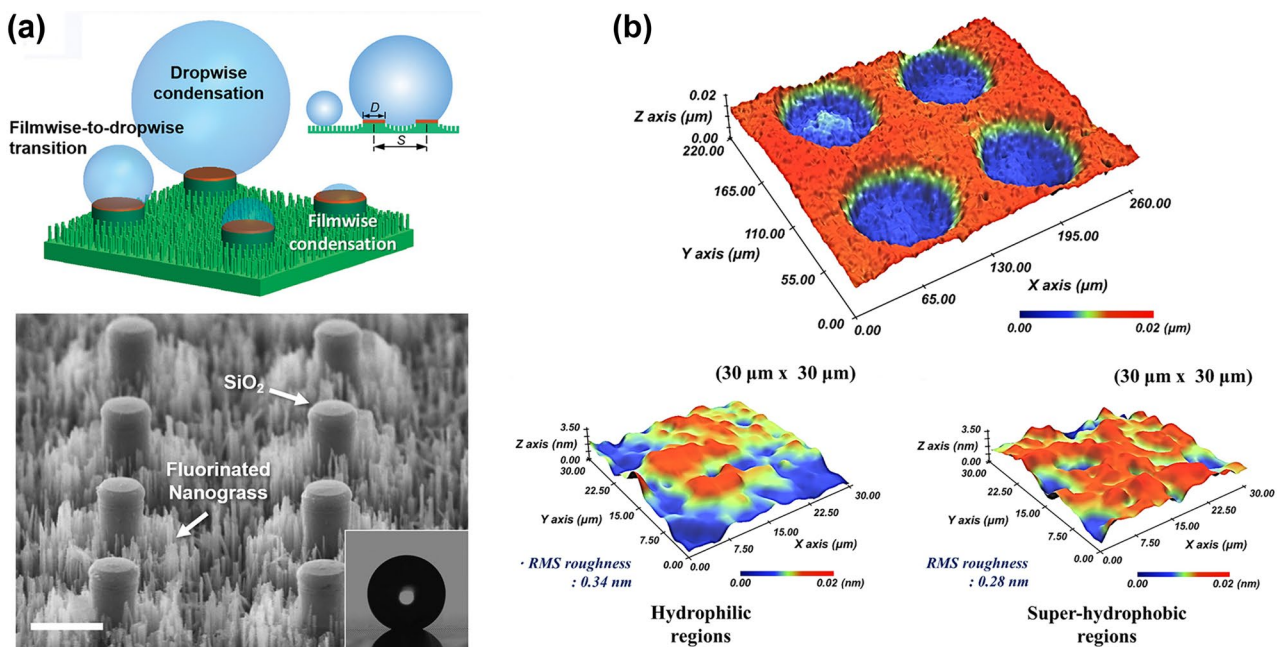 (a)
Dropwise
condensation
Filmwise-to-dropwise
transition
D
S
Filmwise
condensation
SiO₂
Fluorinated
Nanograss
(b)
0.02
Z axis (µm)
0.00
220.00
165.00
Y axis (µm)
110.00
55.00
0.00
0.00
65.00
130.00
X axis (µm)
195.00
260.00
0.00
0.02 (µm)
(30 µm x 30 µm)
3.50
Z axis (nm)
0.00
30.00
22.50
Y axis (µm)
15.00
7.50
0.00
0.00
7.50
15.00
X axis (µm)
22.50
30.00
· RMS roughness
: 0.34 nm
0.00
0.02 (nm)
Hydrophilic
regions
(30 µm x 30 µm)
3.50
Z axis (nm)
0.00
30.00
22.50
Y axis (µm)
15.00
7.50
0.00
0.00
7.50
15.00
X axis (µm)
22.50
30.00
RMS roughness
: 0.28 nm
0.00
0.02 (nm)
Super-hydrophobic
regions